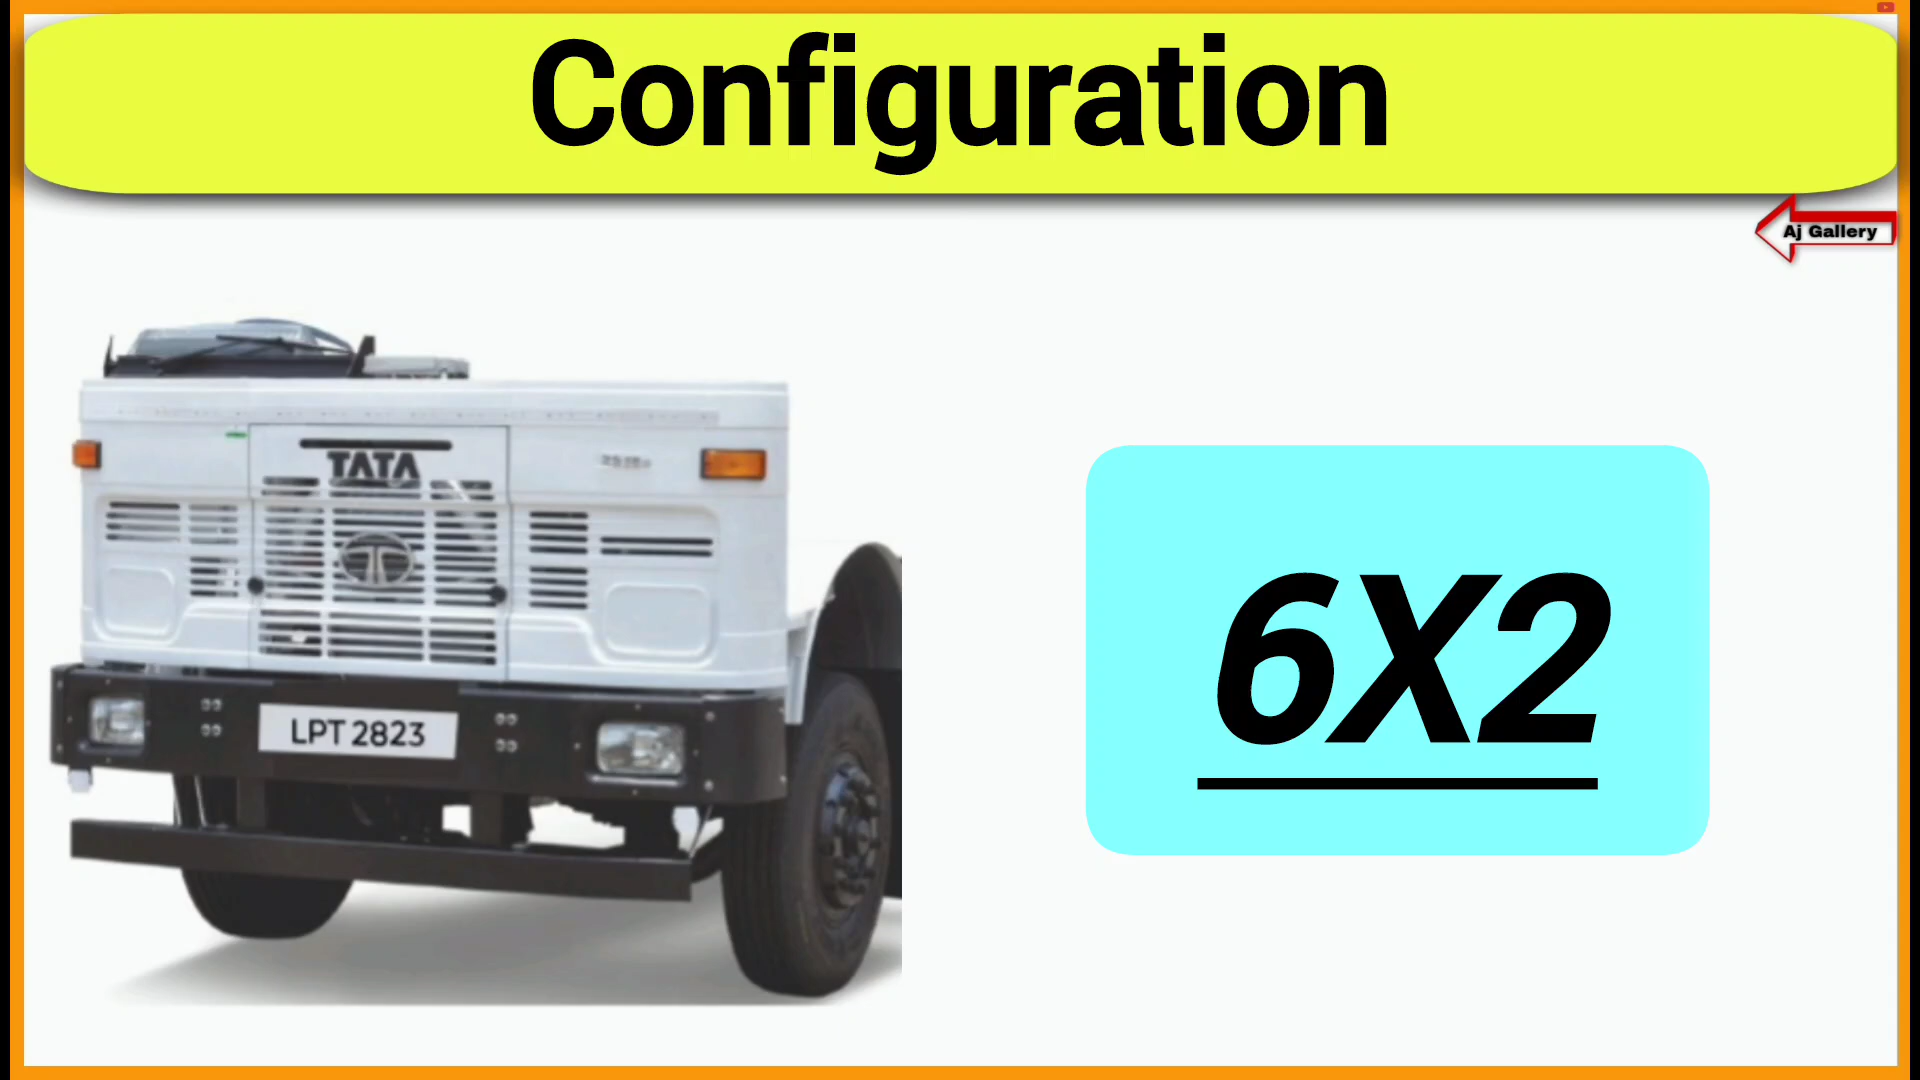 Configuration
Aj Gallery
TATA
LPT 2823
6X2